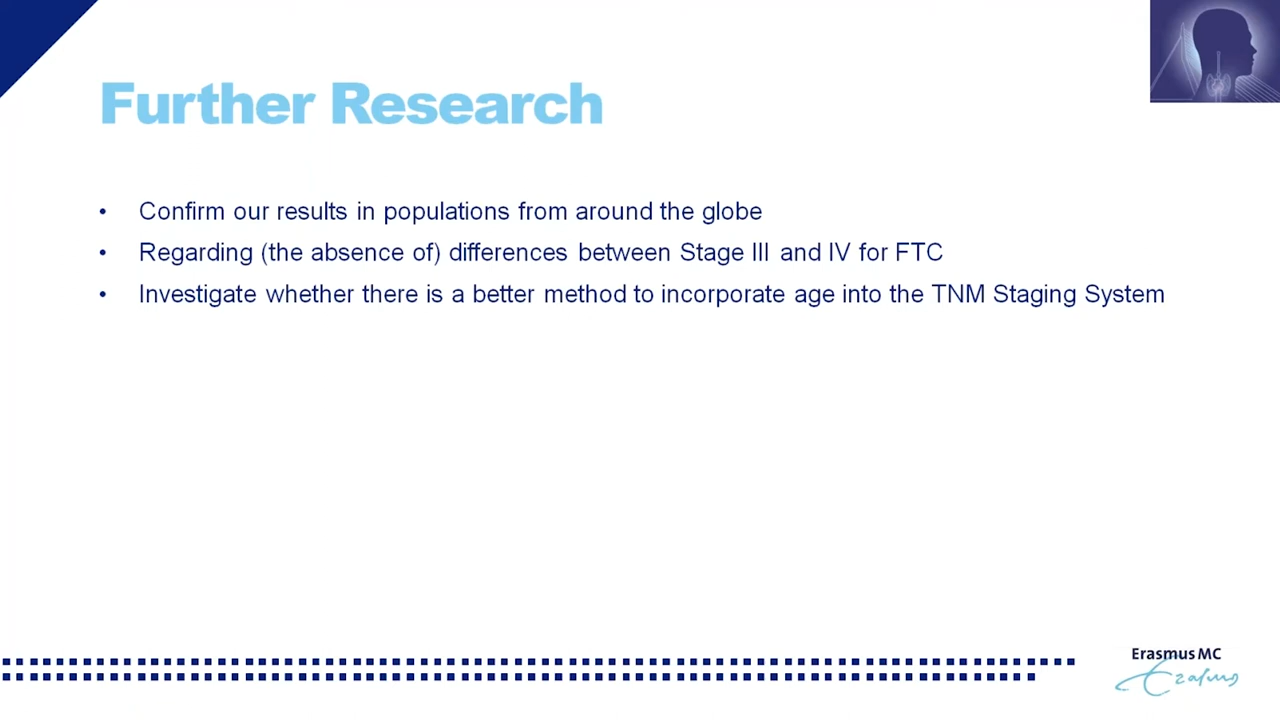 Further Research
• Confirm our results in populations from around the globe
• Regarding (the absence of) differences between Stage III and IV for FTC
• Investigate whether there is a better method to incorporate age into the TNM Staging System
Erasmus MC
Erasmus